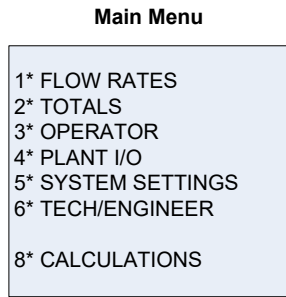 Main Menu
1* FLOW RATES
2* TOTALS
3* OPERATOR
4* PLANT I/O
5* SYSTEM SETTINGS
6* TECH/ENGINEER
8* CALCULATIONS